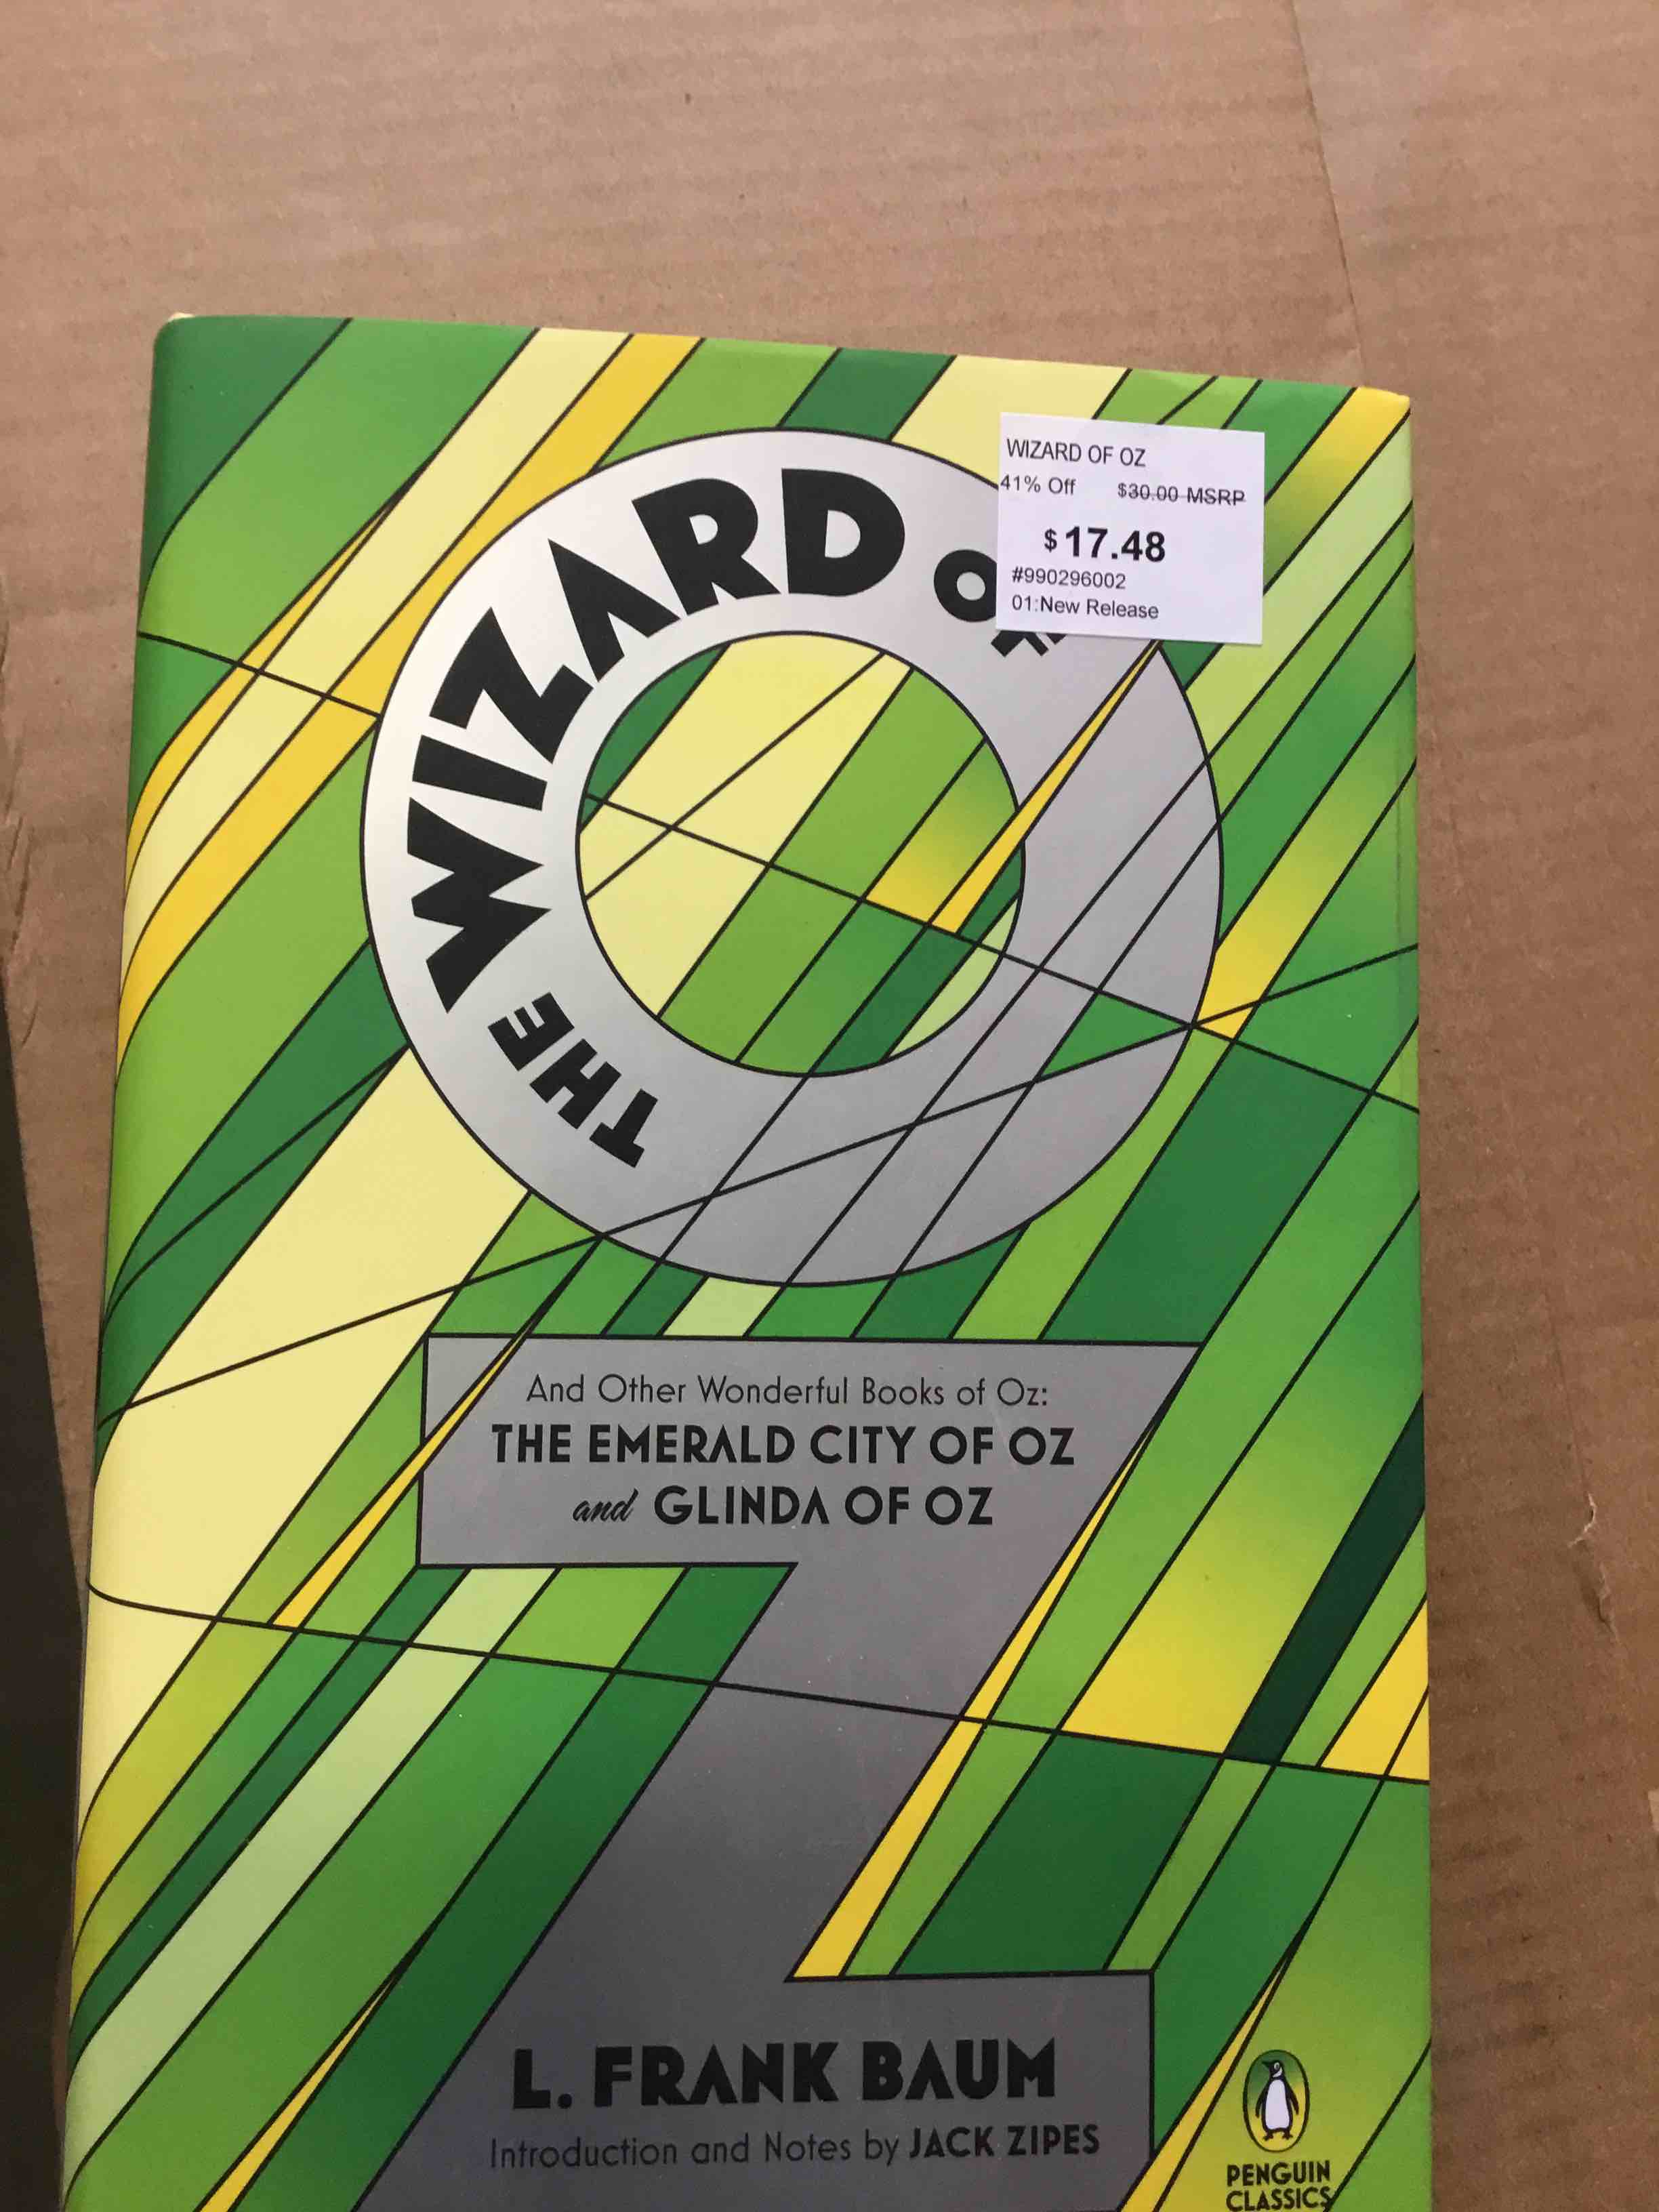 WIZARD OF OZ
41% Off $30.00 MSRP
$17.48
#990296002
01:New Release
THE WIZARD OF
OZ
And Other Wonderful Books of Oz:
THE EMERALD CITY OF OZ
and GLINDA OF OZ
L. FRANK BAUM
Introduction and Notes by JACK ZIPES
PENGUIN
CLASSICS